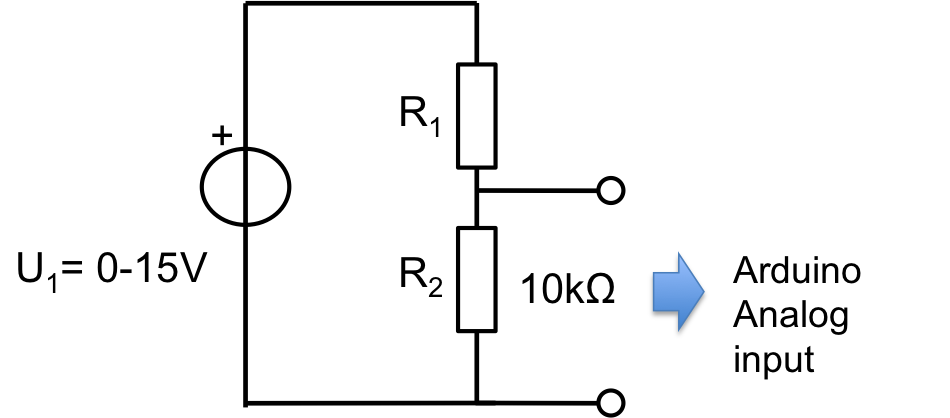 +
R₁
U₁= 0-15V
R₂
10kΩ
Arduino
Analog
input